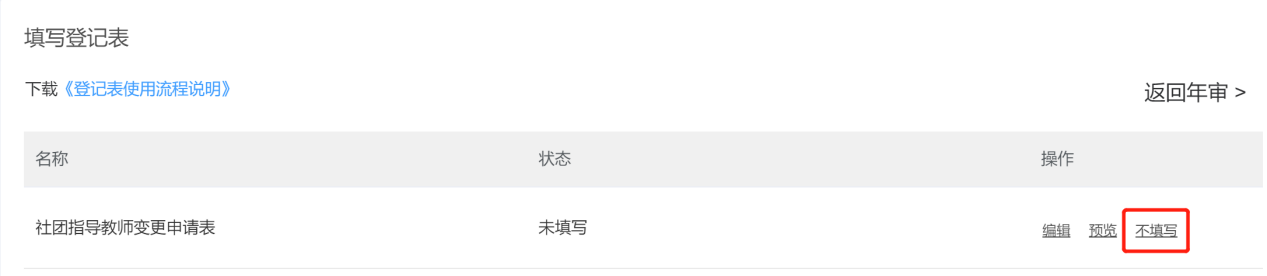 填写登记表
下载《登记表使用流程说明》
返回年审 >
名称 状态 操作
社团指导教师变更申请表 未填写 编辑 预览 不填写